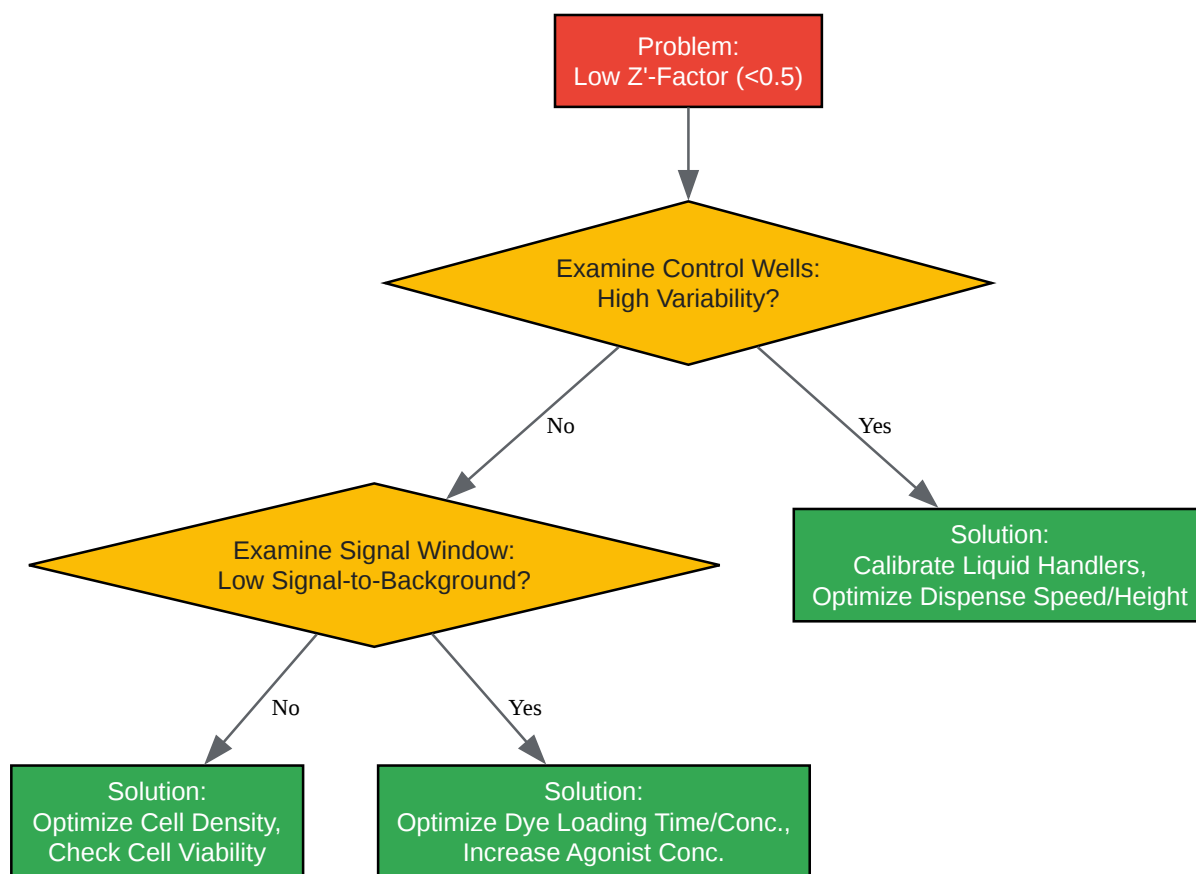 Problem:
Low Z'-Factor (<0.5)
Examine Control Wells:
High Variability?
No
Yes
Examine Signal Window:
Low Signal-to-Background?
Solution:
Calibrate Liquid Handlers,
Optimize Dispense Speed/Height
No
Yes
Solution:
Optimize Cell Density,
Check Cell Viability
Solution:
Optimize Dye Loading Time/Conc.,
Increase Agonist Conc.